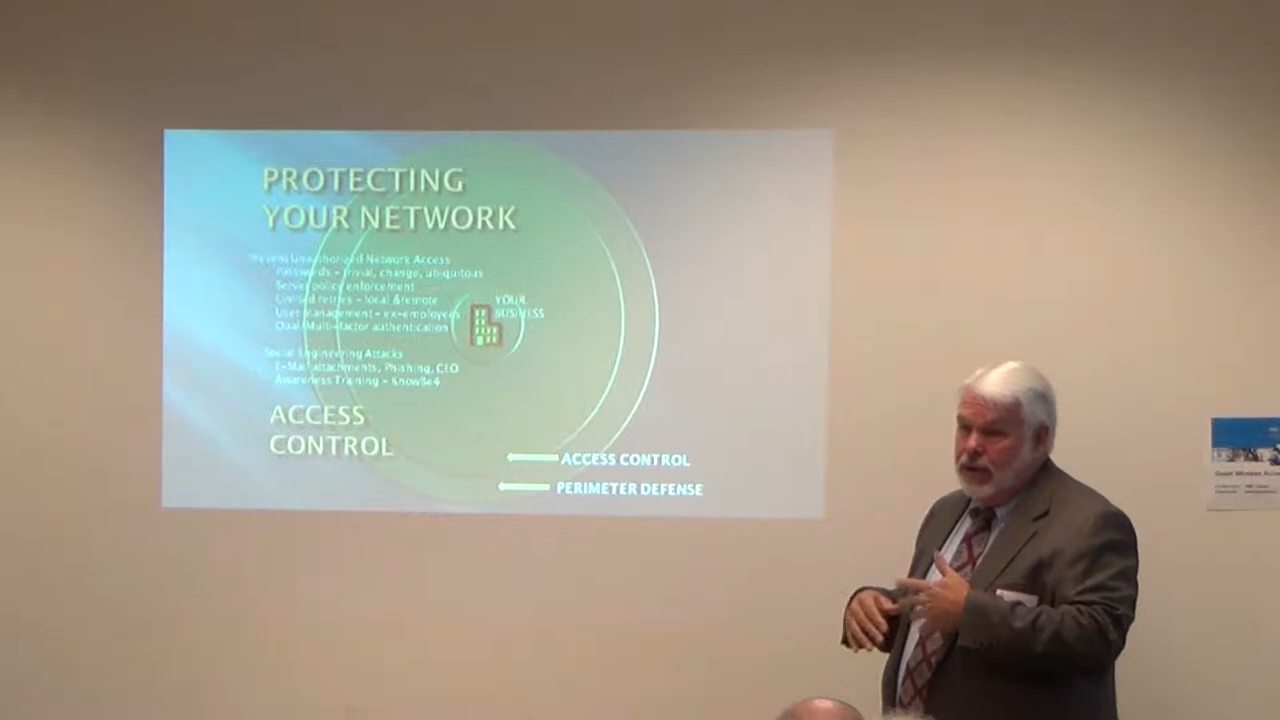 PROTECTING
YOUR NETWORK
Prevent Unauthorized Network Access
Passwords – trivial, change, ubiquitous
Server policy enforcement
Limited retries – local & remote
User management – ex-employees
Dual/Multi-factor authentication
YOUR
BUSINESS
Social Engineering Attacks
E-Mail attachments, Phishing, CEO
Awareness Training – KnowBe4
ACCESS
CONTROL
ACCESS CONTROL
PERIMETER DEFENSE
Guest Wireless